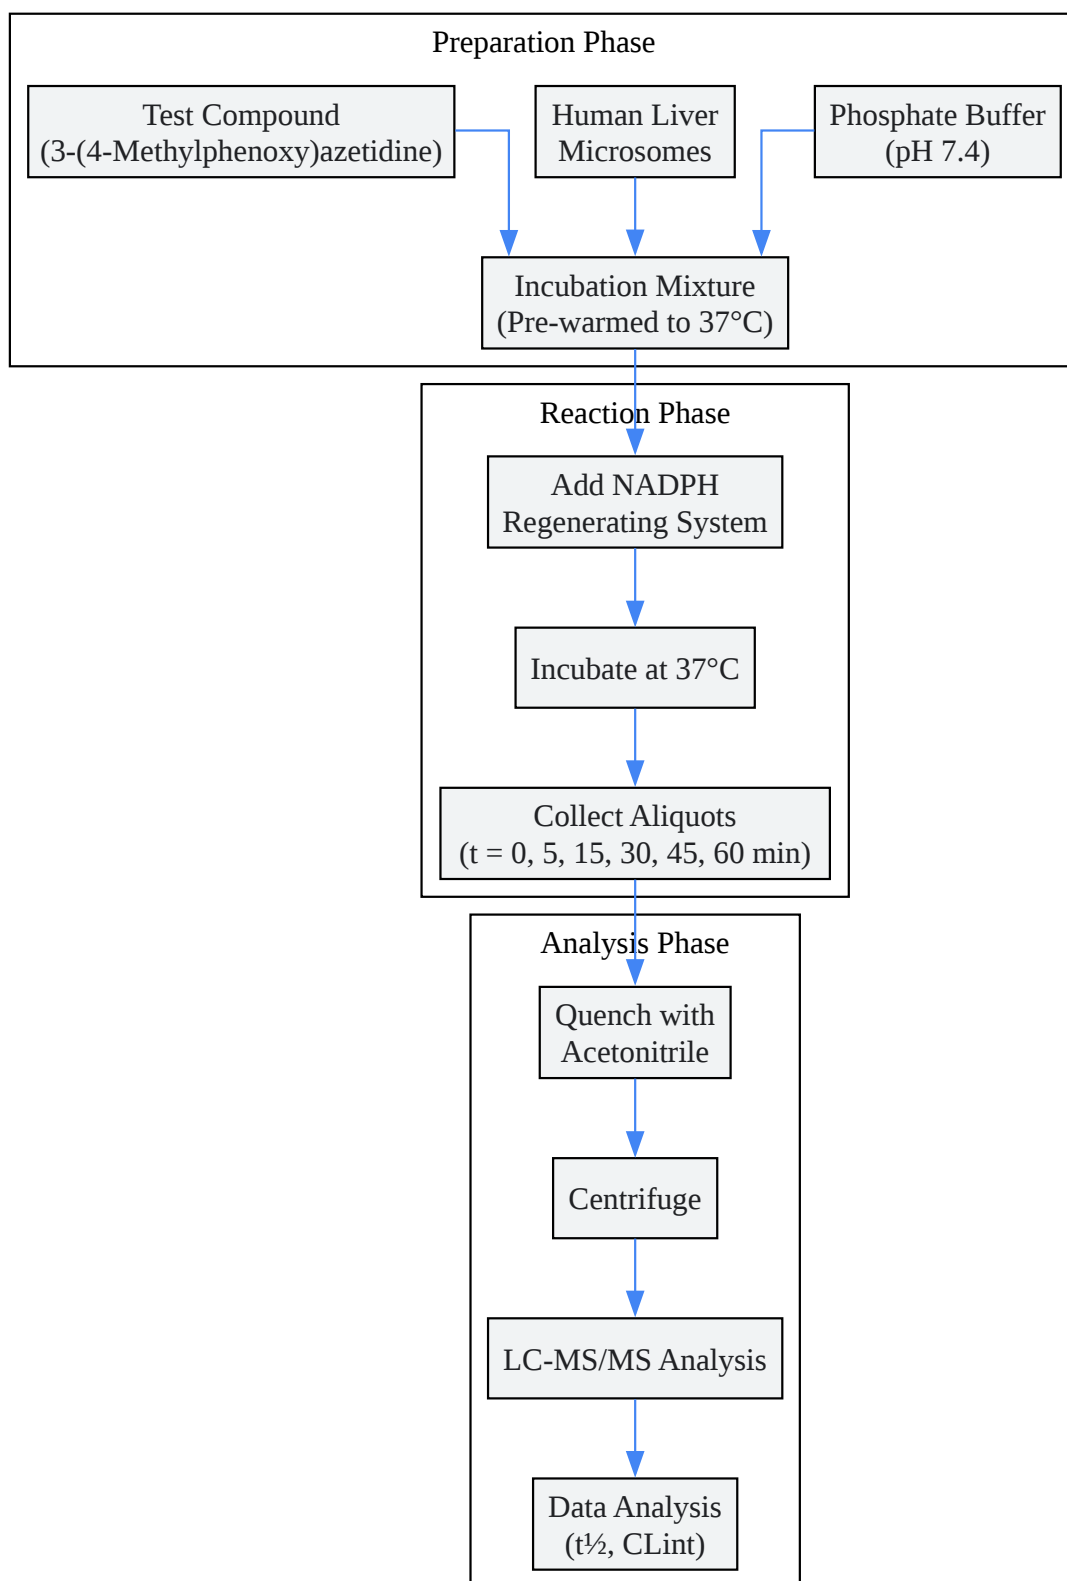 Preparation Phase
Test Compound
(3-(4-Methylphenoxy)azetidine)
Human Liver
Microsomes
Phosphate Buffer
(pH 7.4)
Incubation Mixture
(Pre-warmed to 37°C)
Reaction Phase
Add NADPH
Regenerating System
Incubate at 37°C
Collect Aliquots
(t = 0, 5, 15, 30, 45, 60 min)
Analysis Phase
Quench with
Acetonitrile
Centrifuge
LC-MS/MS Analysis
Data Analysis
(t½, CLint)